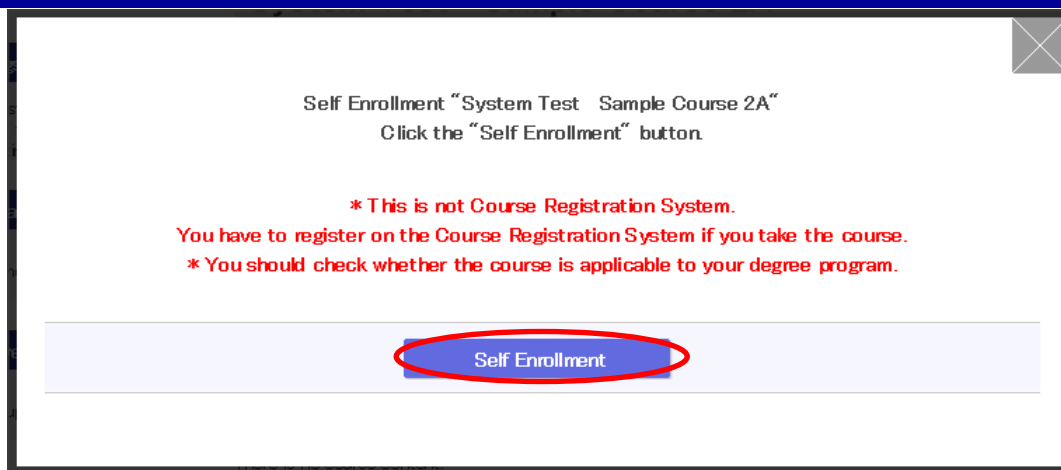 Self Enrollment "System Test   Sample Course 2A"
Click the "Self Enrollment" button.
* This is not Course Registration System.
You have to register on the Course Registration System if you take the course.
* You should check whether the course is applicable to your degree program.
Self Enrollment